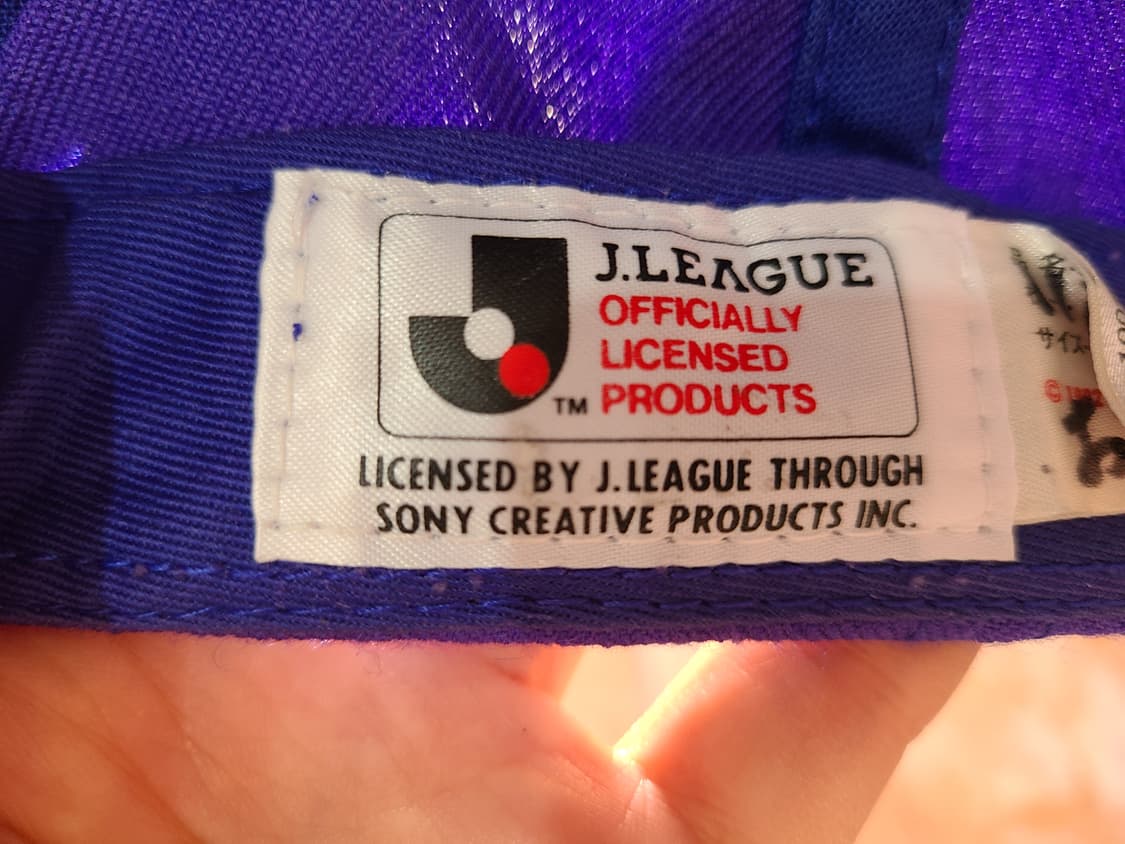 J.LEAGUE
OFFICIALLY
LICENSED
PRODUCTS
TM
LICENSED BY J.LEAGUE THROUGH
SONY CREATIVE PRODUCTS INC.
サイズ
©